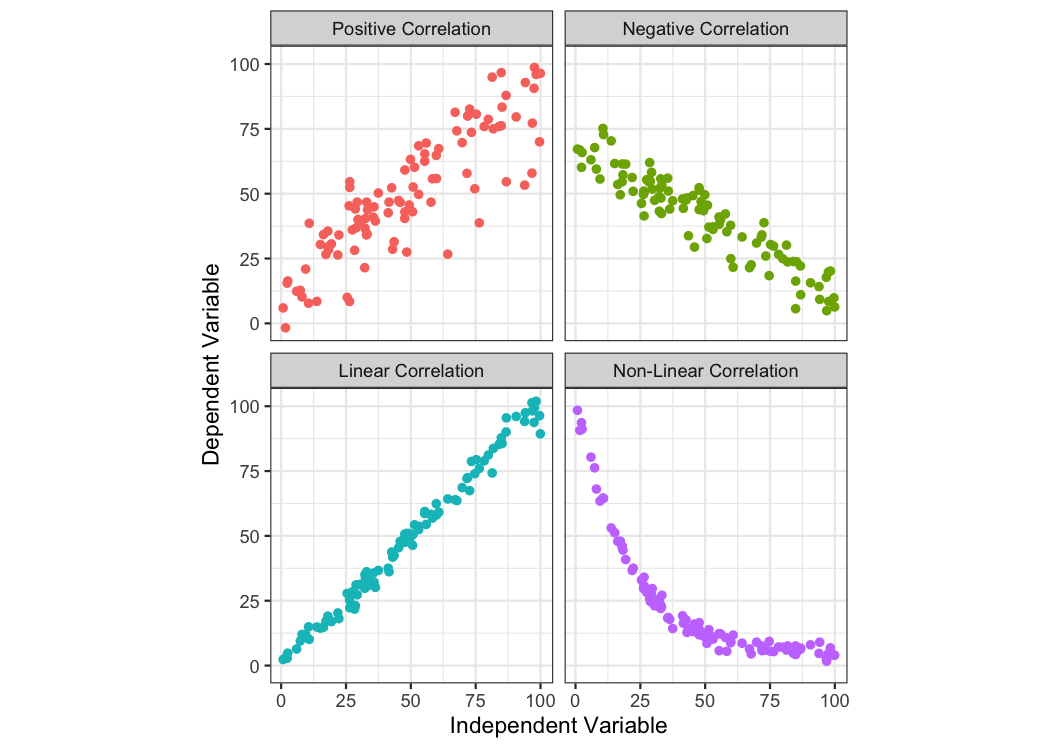 Positive Correlation
Negative Correlation
100
75
50
25
0
Linear Correlation
Non-Linear Correlation
100
75
50
25
0
0 25 50 75 100
0 25 50 75 100
Independent Variable
Dependent Variable